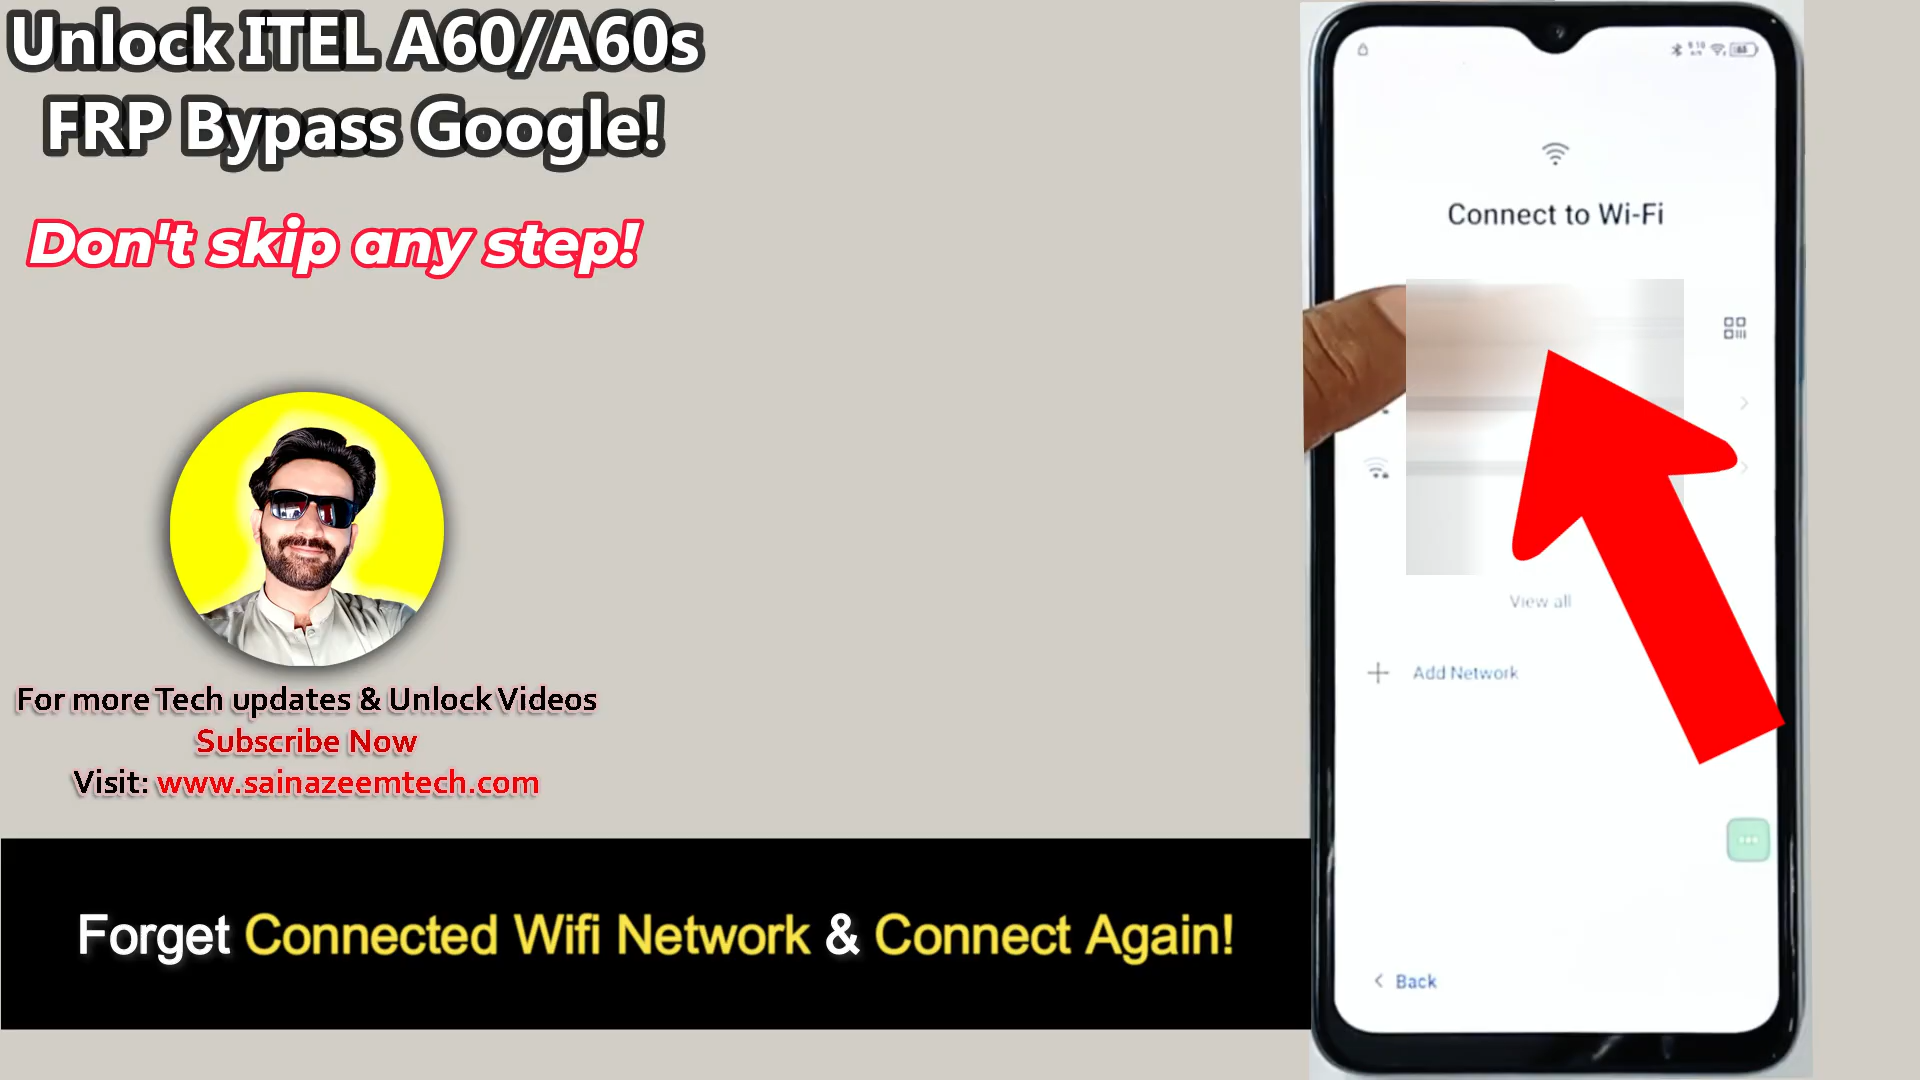 Unlock ITEL A60/A60s
FRP Bypass Google!
Don't skip any step!
For more Tech updates & Unlock Videos
Subscribe Now
Visit: www.sainazeemtech.com
Forget Connected Wifi Network & Connect Again!
Connect to Wi-Fi
View all
Add Network
Back